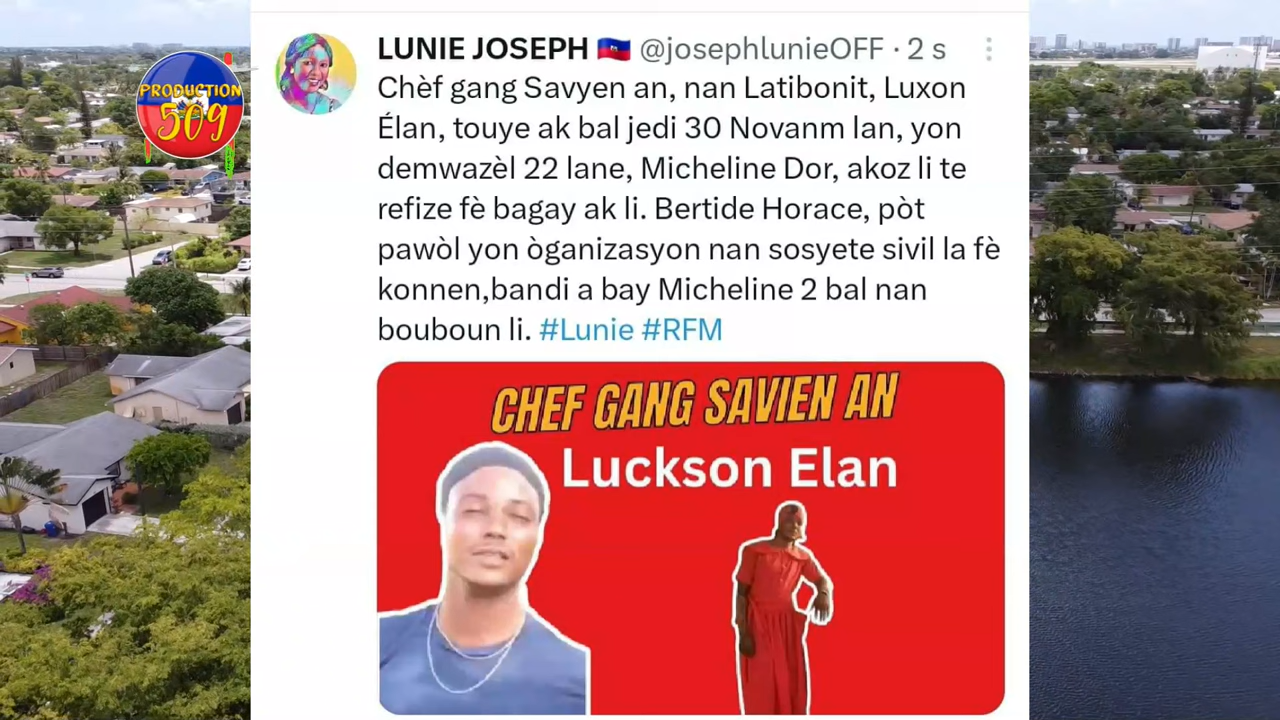 PRODUCTION
509
LUNIE JOSEPH 🇭🇹 @josephlunieOFF · 2 s
Chèf gang Savyen an, nan Latibonit, Luxon
Élan, touye ak bal jedi 30 Novanm lan, yon
demwazèl 22 lane, Micheline Dor, akoz li te
refize fè bagay ak li. Bertide Horace, pòt
pawòl yon òganizasyon nan sosyete sivil la fè
konnen,bandi a bay Micheline 2 bal nan
bouboun li. #Lunie #RFM
CHEF GANG SAVIEN AN
Luckson Elan